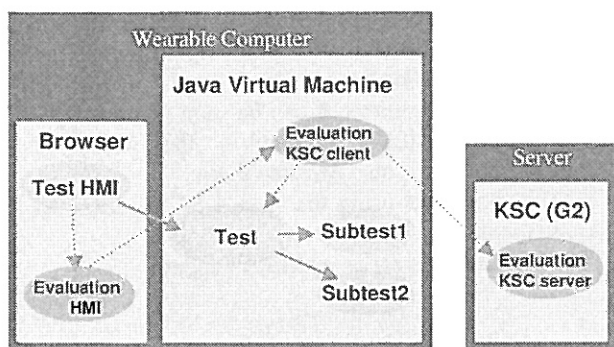 Wearable Computer
Java Virtual Machine
Browser
Test HMI
Evaluation
HMI
Evaluation
KSC client
Test
Subtest1
Subtest2
Server
KSC (G2)
Evaluation
KSC server